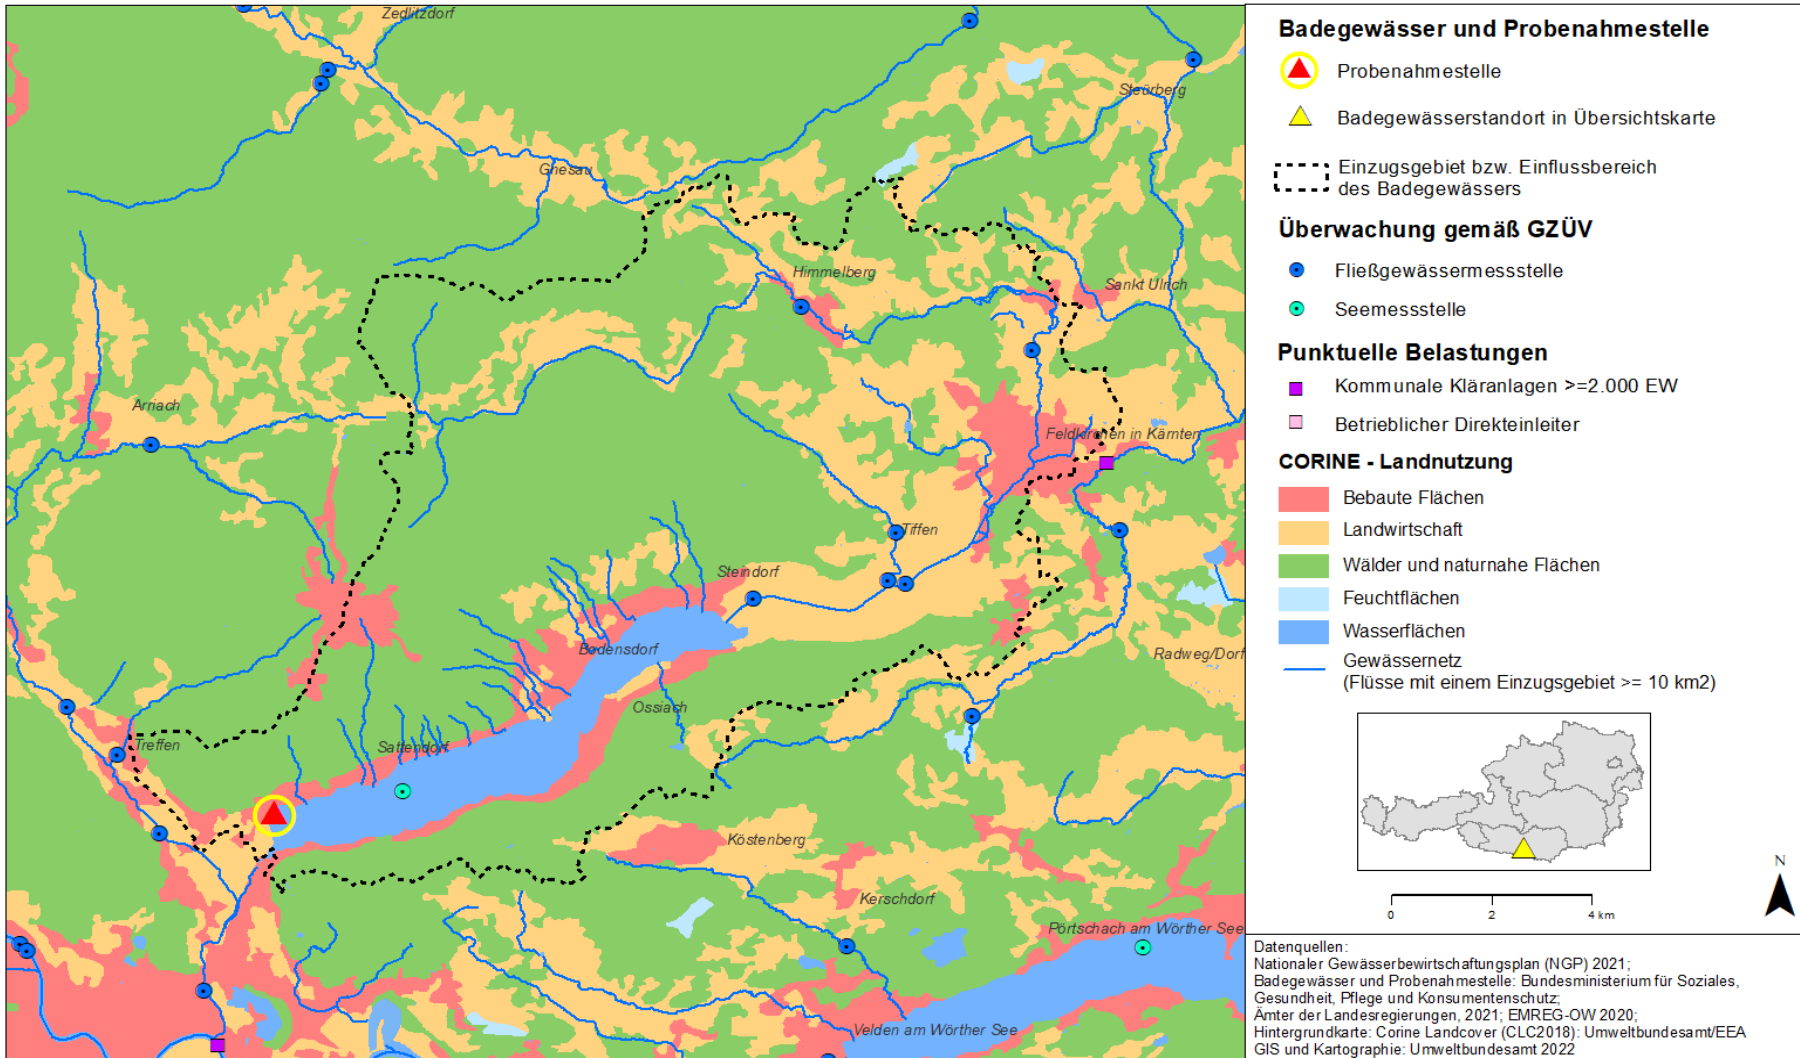 Zedlitzdorf
Steürberg
Gnesau
Himmelberg
Sankt Ulrich
Arriach
Feldkirchen in Kärnten
Tiffen
Steindorf
Bodensdorf
Radweg/Dorf
Ossiach
Treffen
Sattendorf
Köstenberg
Kerschdorf
Pörtschach am Wörther See
Velden am Wörther See
Badegewässer und Probenahmestelle
Probenahmestelle
Badegewässerstandort in Übersichtskarte
Einzugsgebiet bzw. Einflussbereich
des Badegewässers
Überwachung gemäß GZÜV
Fließgewässermessstelle
Seemessstelle
Punktuelle Belastungen
Kommunale Kläranlagen >=2.000 EW
Betrieblicher Direkteinleiter
CORINE - Landnutzung
Bebaute Flächen
Landwirtschaft
Wälder und naturnahe Flächen
Feuchtflächen
Wasserflächen
Gewässernetz
(Flüsse mit einem Einzugsgebiet >= 10 km2)
N
0 2 4 km
Datenquellen:
Nationaler Gewässerbewirtschaftungsplan (NGP) 2021;
Badegewässer und Probenahmestelle: Bundesministerium für Soziales,
Gesundheit, Pflege und Konsumentenschutz;
Ämter der Landesregierungen, 2021; EMREG-OW 2020;
Hintergrundkarte: Corine Landcover (CLC2018): Umweltbundesamt/EEA
GIS und Kartographie: Umweltbundesamt 2022